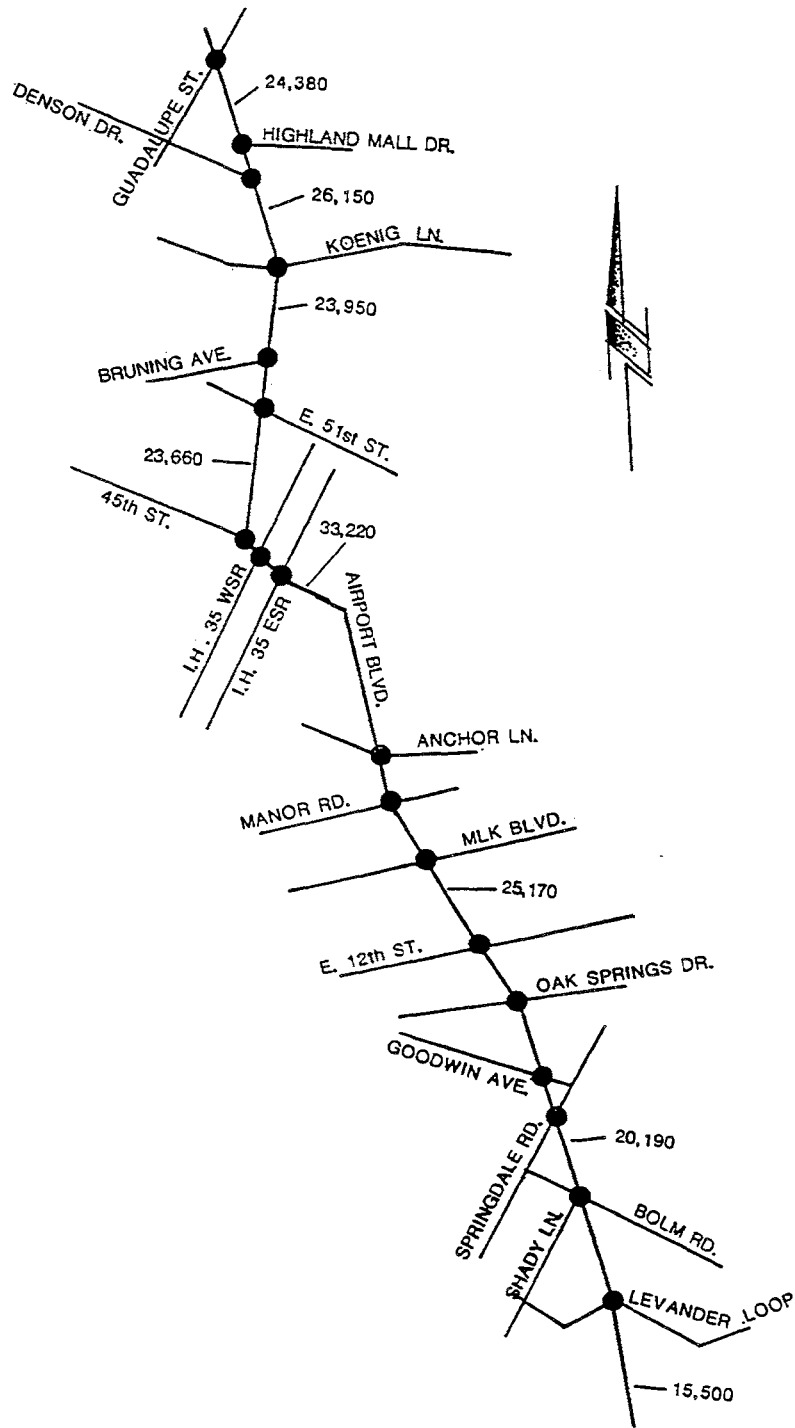 24,380
GUADALUPE ST.
DENSON DR.
HIGHLAND MALL DR.
26,150
KOENIG LN.
23,950
BRUNING AVE.
E. 51st ST.
23,660
45th ST.
33,220
I.H. 35 WSR
I.H. 35 ESR
AIRPORT BLVD.
ANCHOR LN.
MANOR RD.
MLK BLVD.
25,170
E. 12th ST.
OAK SPRINGS DR.
GOODWIN AVE.
SPRINGDALE RD.
20,190
SHADY LN.
BOLM RD.
LEVANDER LOOP
15,500